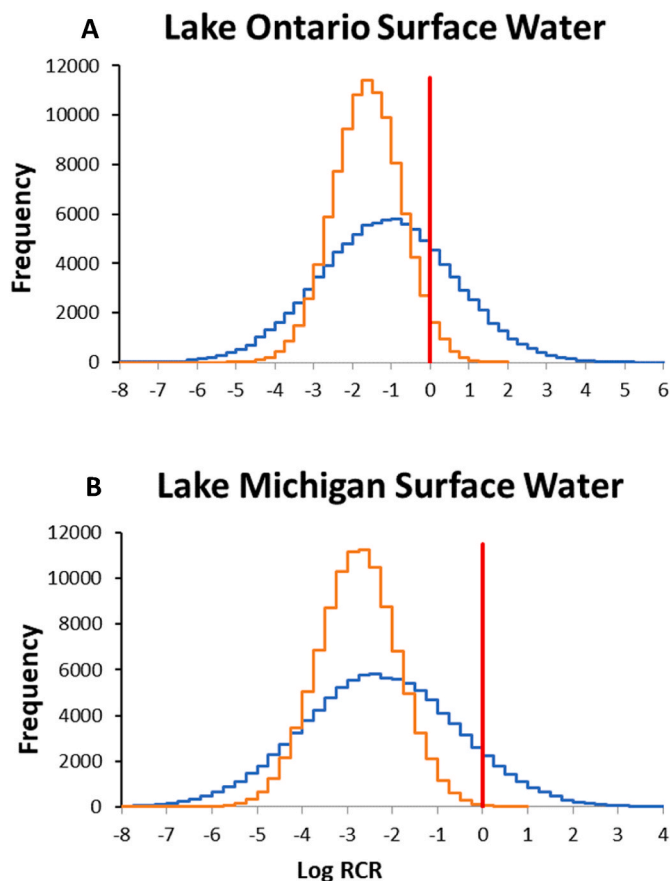 A Lake Ontario Surface Water
12000
10000
8000
6000
4000
2000
0
Frequency
-8 -7 -6 -5 -4 -3 -2 -1 0 1 2 3 4 5 6
B Lake Michigan Surface Water
12000
10000
8000
6000
4000
2000
0
Frequency
-8 -7 -6 -5 -4 -3 -2 -1 0 1 2 3 4
Log RCR